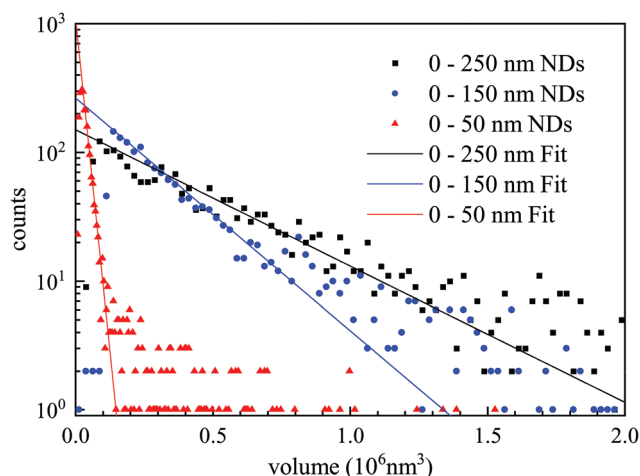 10³
10²
10¹
10⁰
counts
0 - 250 nm NDs
0 - 150 nm NDs
0 - 50 nm NDs
0 - 250 nm Fit
0 - 150 nm Fit
0 - 50 nm Fit
0.0 0.5 1.0 1.5 2.0
volume (10⁶nm³)